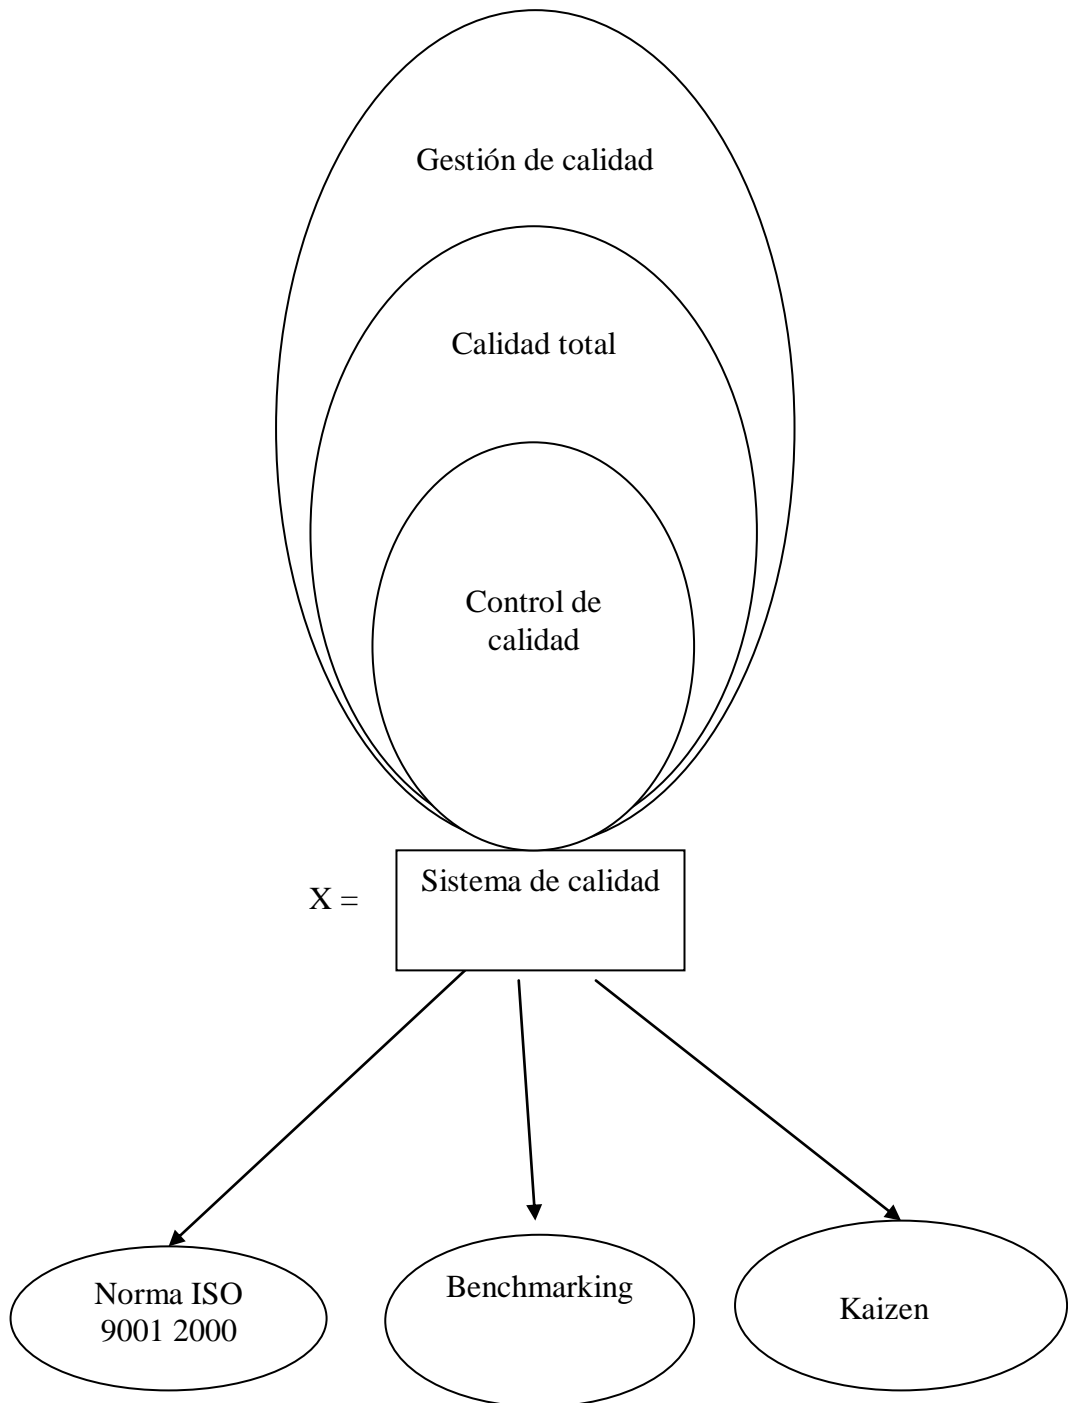 Gestión de calidad
Calidad total
Control de
calidad
Sistema de calidad
X =
Norma ISO
9001 2000
Benchmarking
Kaizen